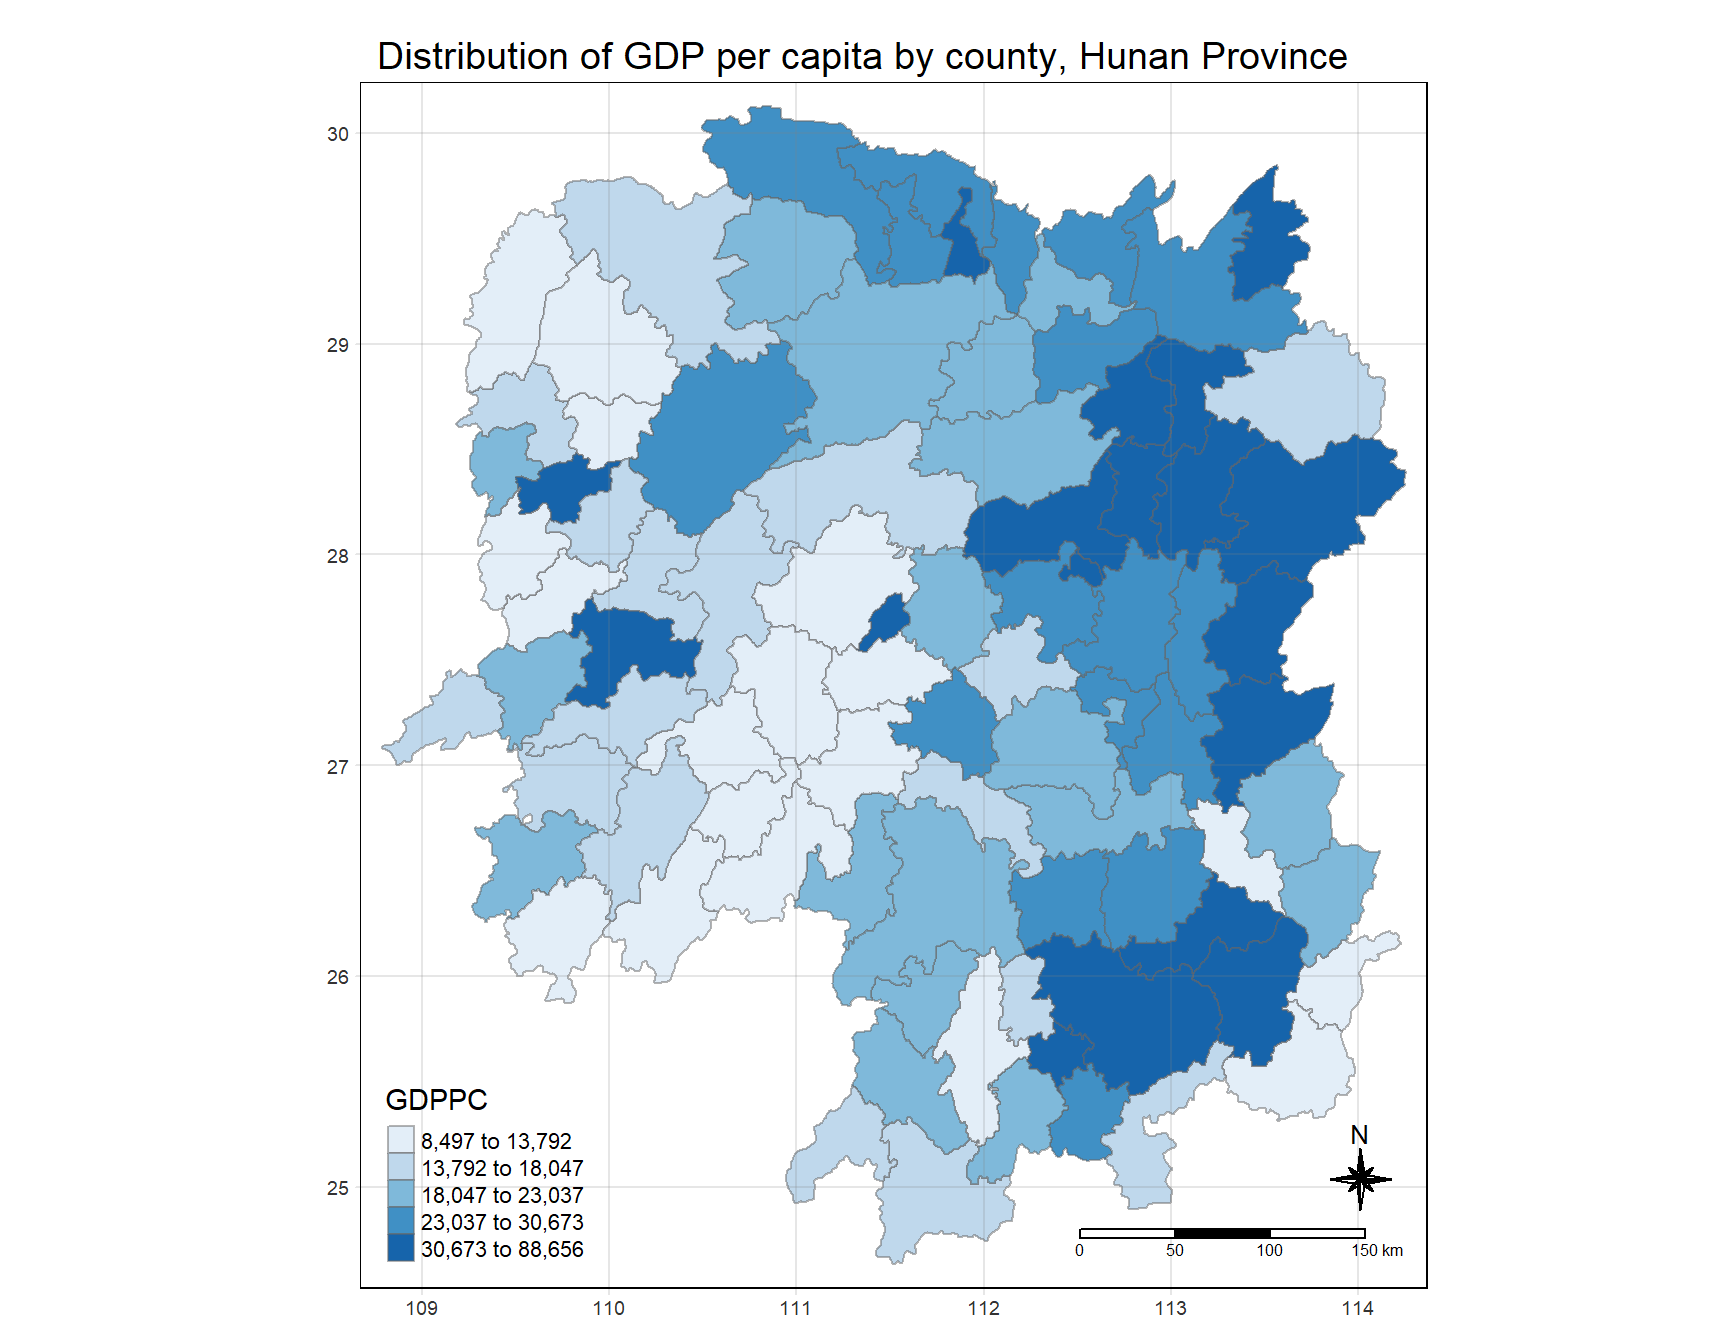 Distribution of GDP per capita by county, Hunan Province
30
29
28
27
26
25
GDPPC
8,497 to 13,792
13,792 to 18,047
18,047 to 23,037
23,037 to 30,673
30,673 to 88,656
N
0 50 100 150 km
109 110 111 112 113 114